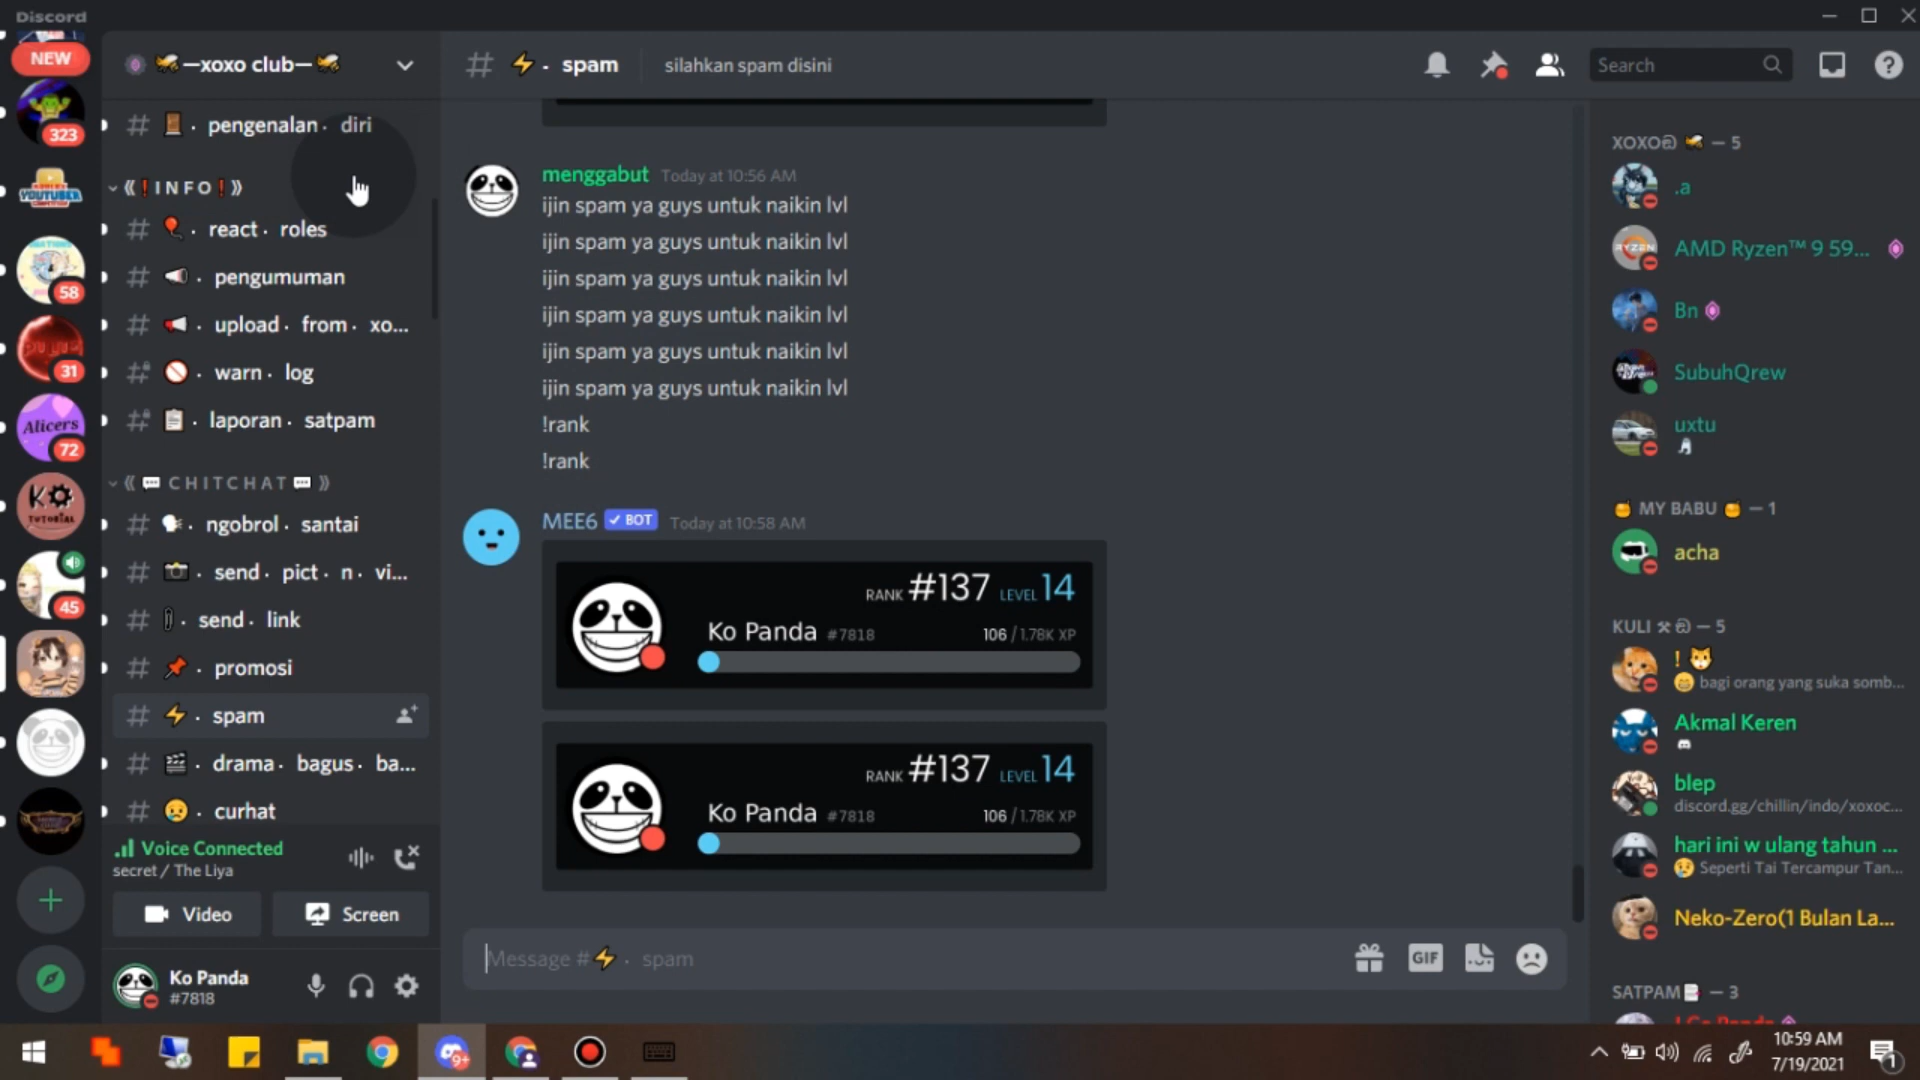 Discord
NEW
323
YOUTUBER
58
31
Alicers
72
KO
TUTORIAL
45
—xoxo club—
pengenalan · diri
《❗INFO❗》
# · react · roles
# · pengumuman
# · upload · from · xo...
# · warn · log
# · laporan · satpam
《💬 CHITCHAT 💬》
# · ngobrol · santai
# · send · pict · n · vi...
# · send · link
# · promosi
# ⚡ · spam
# · drama · bagus · ba...
# · curhat
Voice Connected
secret / The Liya
Video
Screen
Ko Panda
#7818
# ⚡ · spam
silahkan spam disini
Search
menggabut Today at 10:56 AM
ijin spam ya guys untuk naikin lvl
ijin spam ya guys untuk naikin lvl
ijin spam ya guys untuk naikin lvl
ijin spam ya guys untuk naikin lvl
ijin spam ya guys untuk naikin lvl
ijin spam ya guys untuk naikin lvl
!rank
!rank
MEE6 ✓ BOT Today at 10:58 AM
RANK #137 LEVEL 14
Ko Panda #7818 106 / 1.78K XP
RANK #137 LEVEL 14
Ko Panda #7818 106 / 1.78K XP
Message #⚡ · spam
GIF
XOXO — 5
.a
RYZEN
AMD Ryzen™ 9 59...
Bn
SubuhQrew
uxtu
MY BABU — 1
acha
KULI ⚒ — 5
! 🐱
bagi orang yang suka somb...
Akmal Keren
blep
discord.gg/chillin/indo/xoxoc...
hari ini w ulang tahun ...
Seperti Tai Tercampur Tan...
Neko-Zero(1 Bulan La...
SATPAM — 3
9+
10:59 AM
7/19/2021
1